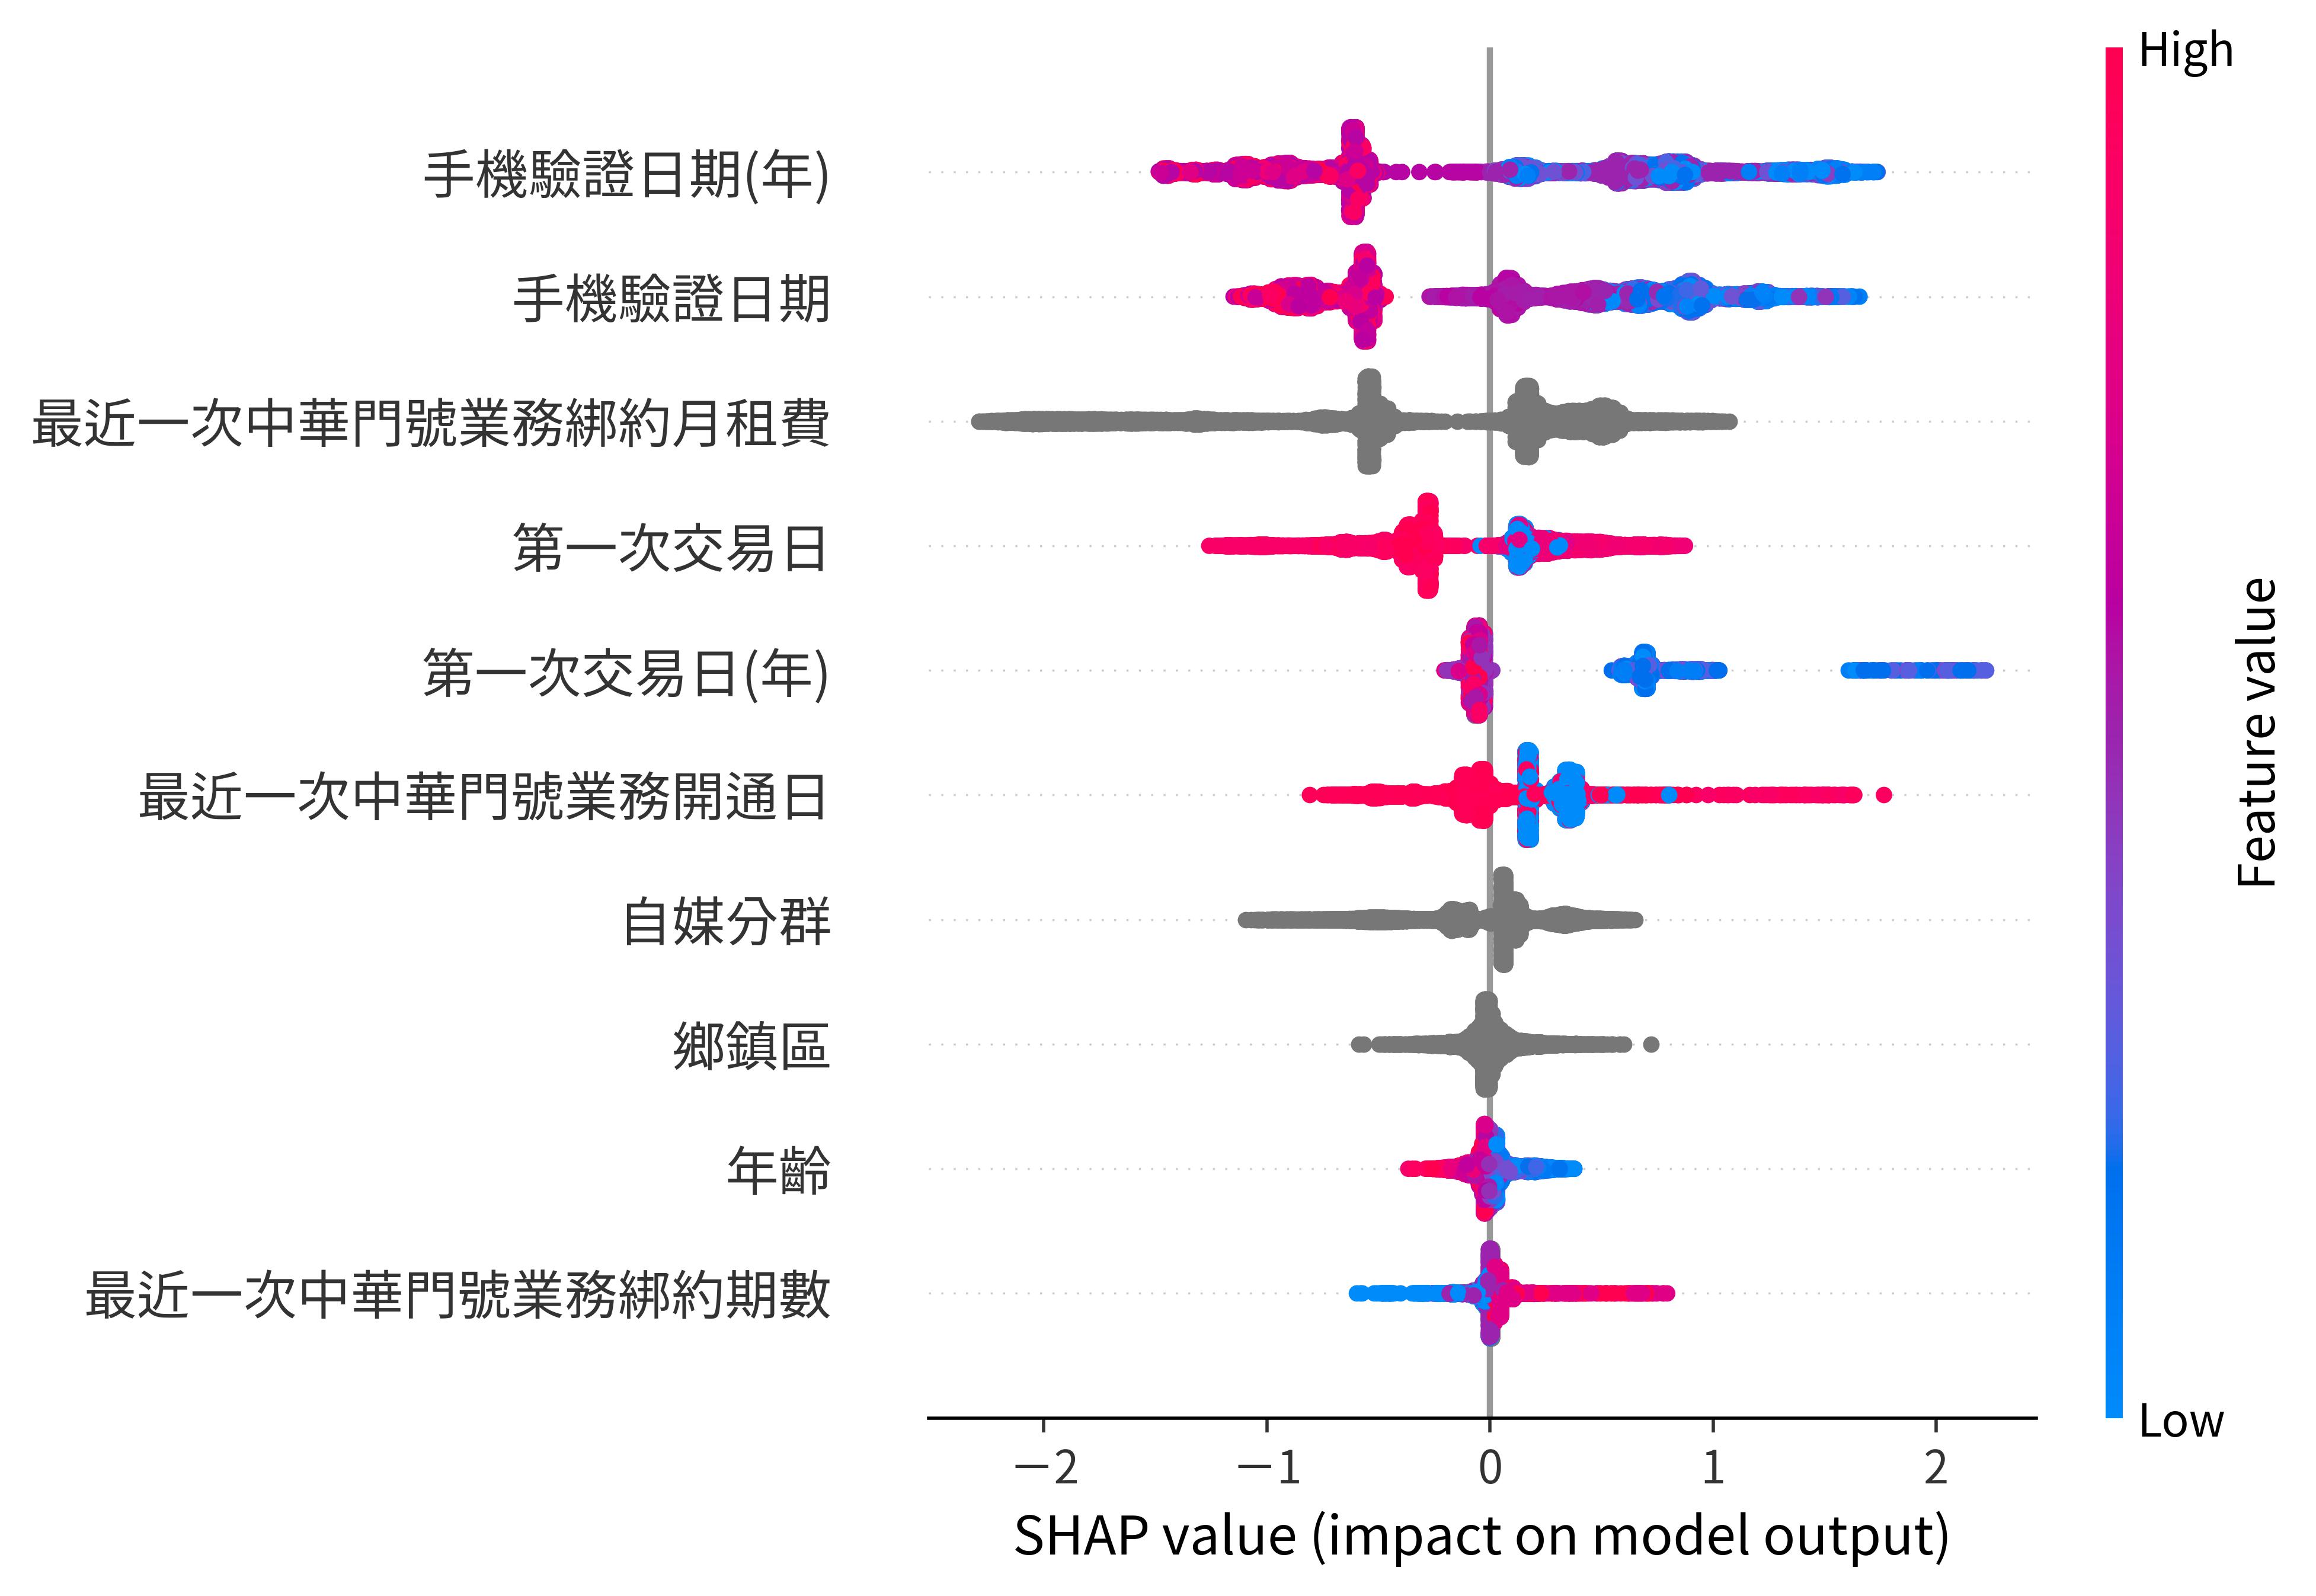 High
手機驗證日期(年)
手機驗證日期
最近一次中華門號業務綁約月租費
第一次交易日
第一次交易日(年)
最近一次中華門號業務開通日
自媒分群
鄉鎮區
年齡
最近一次中華門號業務綁約期數
Feature value
Low
−2 −1 0 1 2
SHAP value (impact on model output)